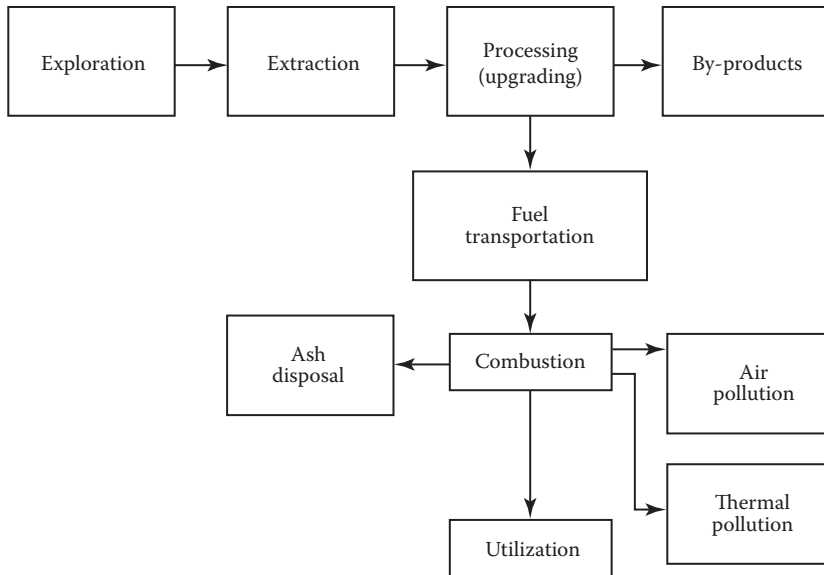 Exploration
Extraction
Processing
(upgrading)
By-products
Fuel
transportation
Ash
disposal
Combustion
Air
pollution
Thermal
pollution
Utilization